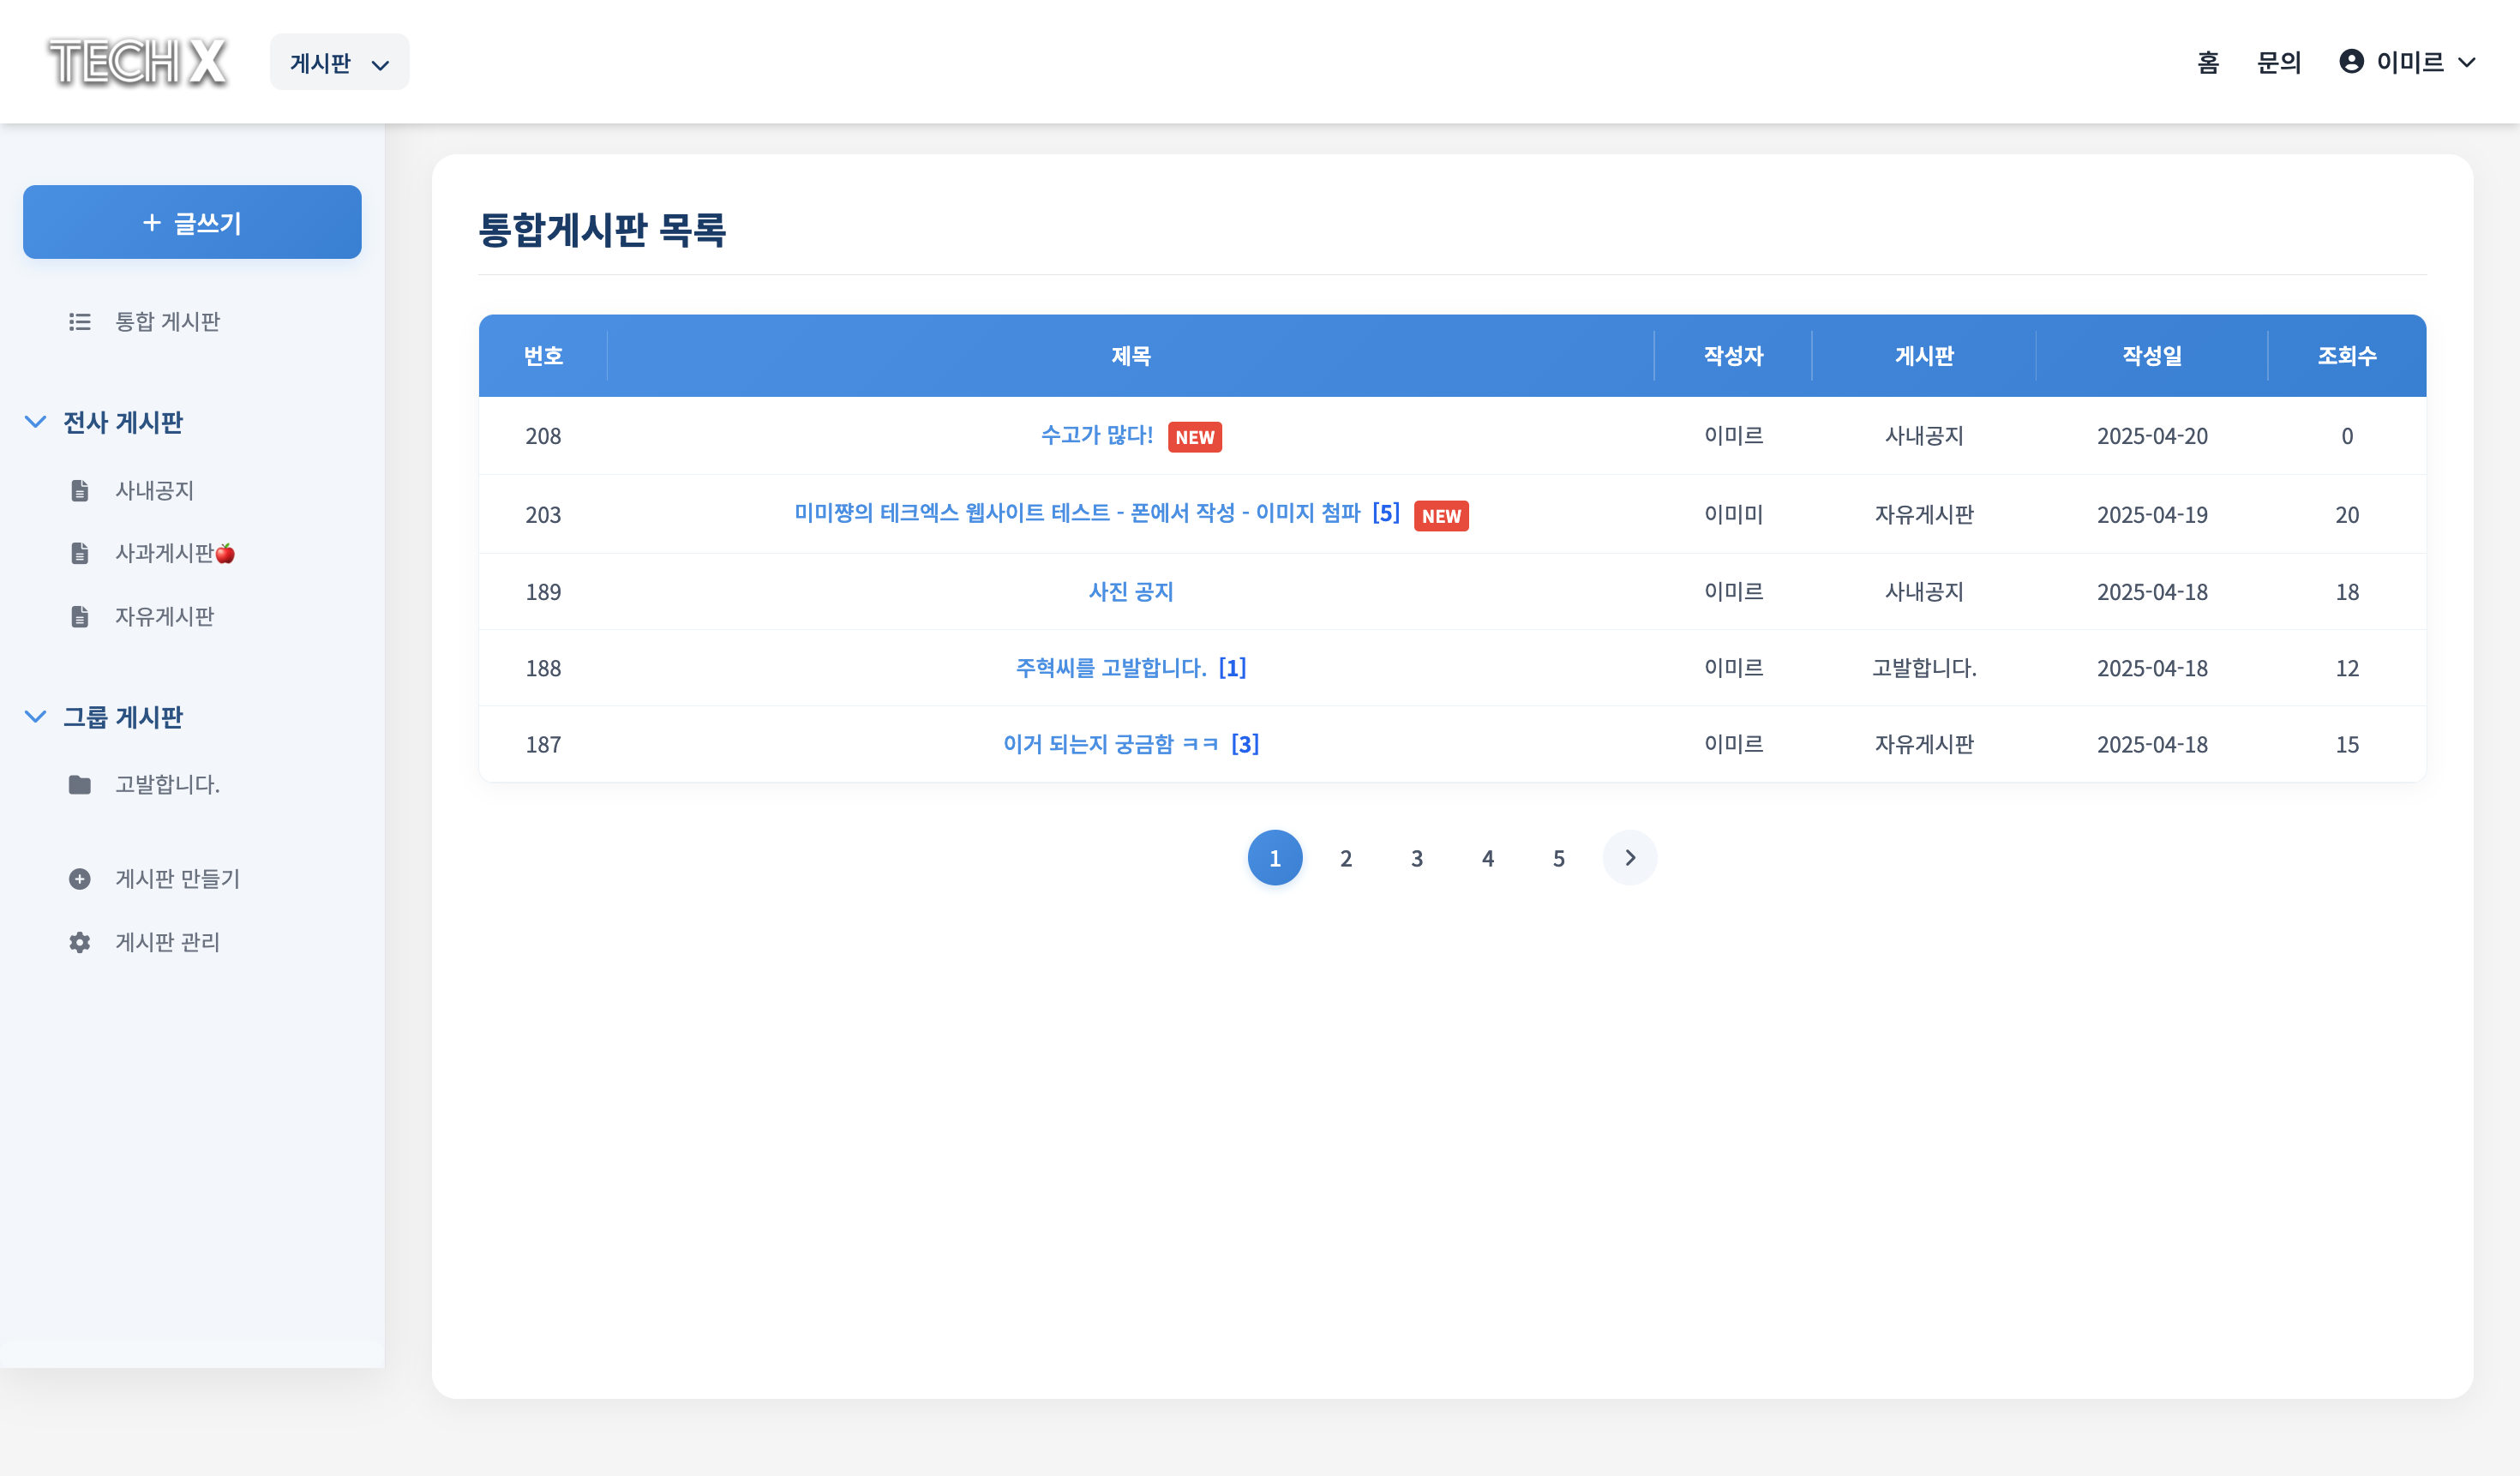 TECH X
게시판
홈
문의
이미르
글쓰기
통합 게시판
전사 게시판
사내공지
사과게시판🍎
자유게시판
그룹 게시판
고발합니다.
게시판 만들기
게시판 관리
통합게시판 목록
번호 제목 작성자 게시판 작성일 조회수
208 수고가 많다! NEW 이미르 사내공지 2025-04-20 0
203 미미쨩의 테크엑스 웹사이트 테스트 - 폰에서 작성 - 이미지 첨파 [5] NEW 이미미 자유게시판 2025-04-19 20
189 사진 공지 이미르 사내공지 2025-04-18 18
188 주혁씨를 고발합니다. [1] 이미르 고발합니다. 2025-04-18 12
187 이거 되는지 궁금함 ㅋㅋ [3] 이미르 자유게시판 2025-04-18 15
1 2 3 4 5